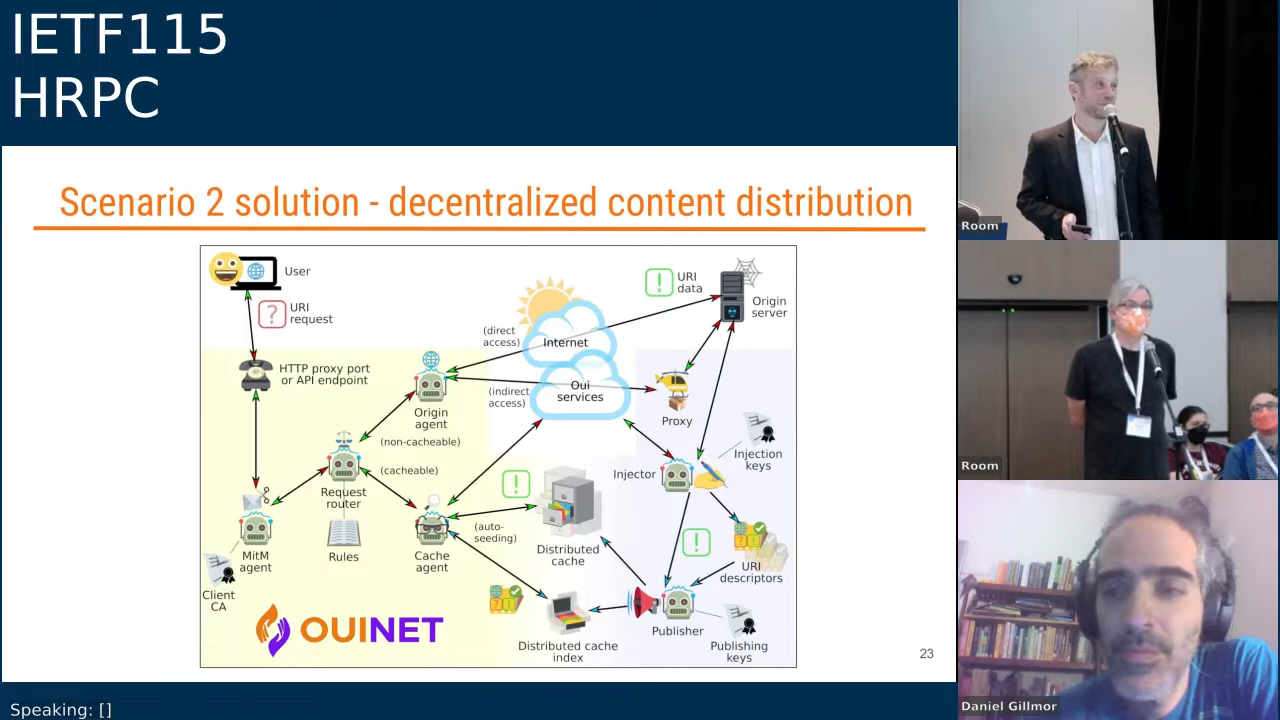 IETF115
HRPC
Scenario 2 solution - decentralized content distribution
User
? URI
request
HTTP proxy port
or API endpoint
Origin
agent
(non-cacheable)
(cacheable)
Request
router
Rules
MitM
agent
Client
CA
Cache
agent
(auto-
seeding)
(direct
access)
Internet
(indirect
access)
Oui
services
! URI
data
Origin
server
Proxy
Injection
keys
Injector
!
Distributed
cache
!
URI
descriptors
Publisher
Publishing
keys
Distributed cache
index
OUINET
23
Speaking: []
Room
Room
Daniel Gillmor